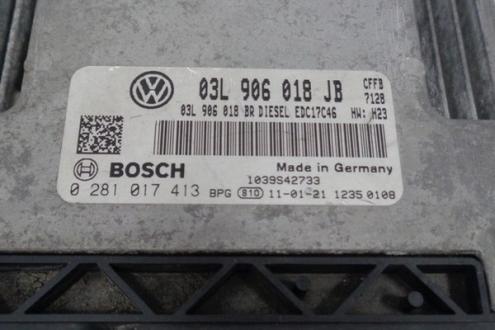 03L 906 018 JB
CFFB
7128
03L 906 018 BR DIESEL EDC17C46 HW: H23
BOSCH
Made in Germany
1039S42733
0 281 017 413 BPG 810 11-01-21 1235 0108